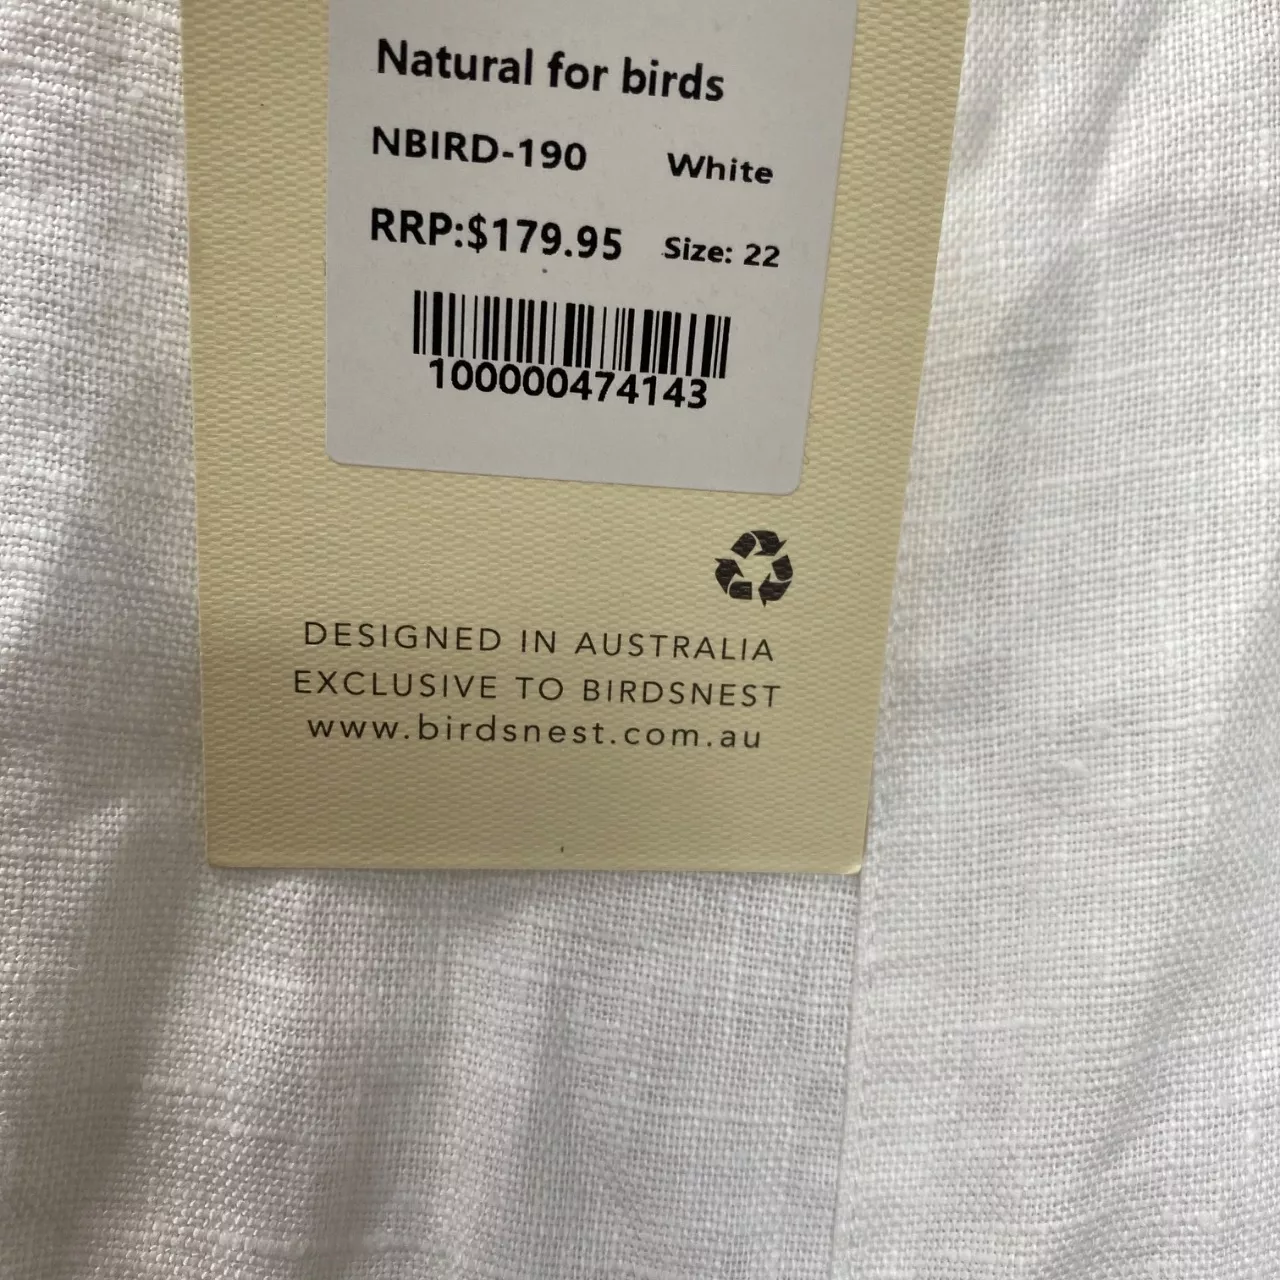 Natural for birds
NBIRD-190 White
RRP:$179.95 Size: 22
100000474143
DESIGNED IN AUSTRALIA
EXCLUSIVE TO BIRDSNEST
www.birdsnest.com.au